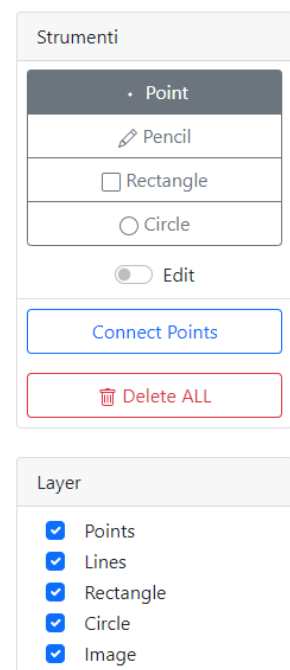 Strumenti
Point
Pencil
Rectangle
Circle
Edit
Connect Points
Delete ALL
Layer
Points
Lines
Rectangle
Circle
Image